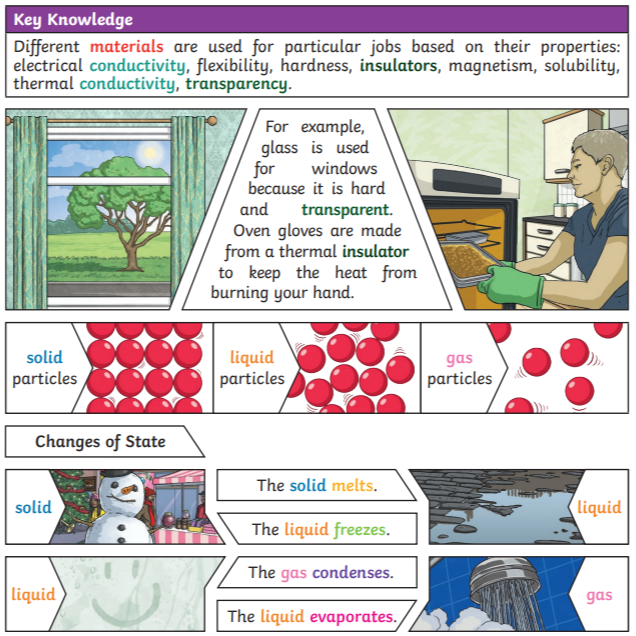 Key Knowledge
Different materials are used for particular jobs based on their properties:
electrical conductivity, flexibility, hardness, insulators, magnetism, solubility,
thermal conductivity, transparency.
For example,
glass is used
for windows
because it is hard
and transparent.
Oven gloves are made
from a thermal insulator
to keep the heat from
burning your hand.
solid
particles
liquid
particles
gas
particles
Changes of State
solid
The solid melts.
The liquid freezes.
liquid
liquid
The gas condenses.
The liquid evaporates.
gas